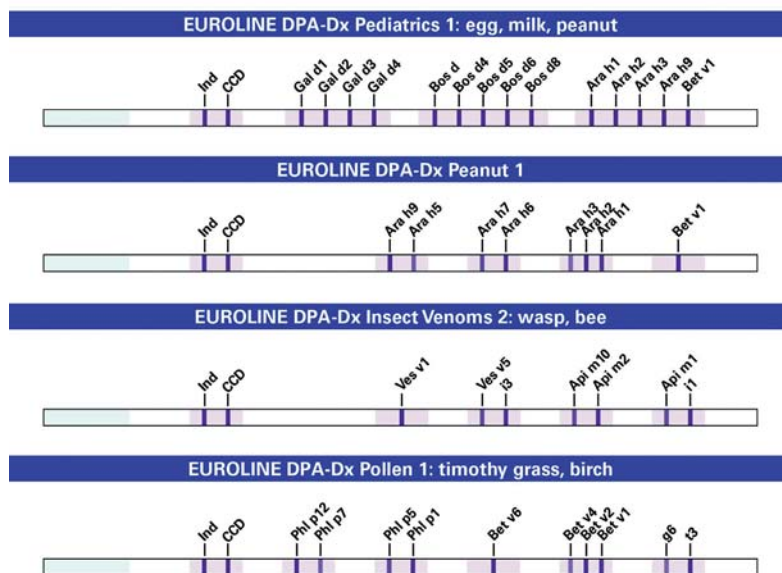 EUROLINE DPA-Dx Pediatrics 1: egg, milk, peanut
Ind CCD Gal d1 Gal d2 Gal d3 Gal d4 Bos d Bos d4 Bos d5 Bos d6 Bos d8 Ara h1 Ara h2 Ara h3 Ara h9 Bet v1
EUROLINE DPA-Dx Peanut 1
Ind CCD Ara h9 Ara h5 Ara h7 Ara h6 Ara h3 Ara h2 Ara h1 Bet v1
EUROLINE DPA-Dx Insect Venoms 2: wasp, bee
Ind CCD Ves v1 Ves v5 i3 Api m10 Api m2 Api m1 i1
EUROLINE DPA-Dx Pollen 1: timothy grass, birch
Ind CCD Phl p12 Phl p7 Phl p5 Phl p1 Bet v6 Bet v4 Bet v2 Bet v1 g6 t3